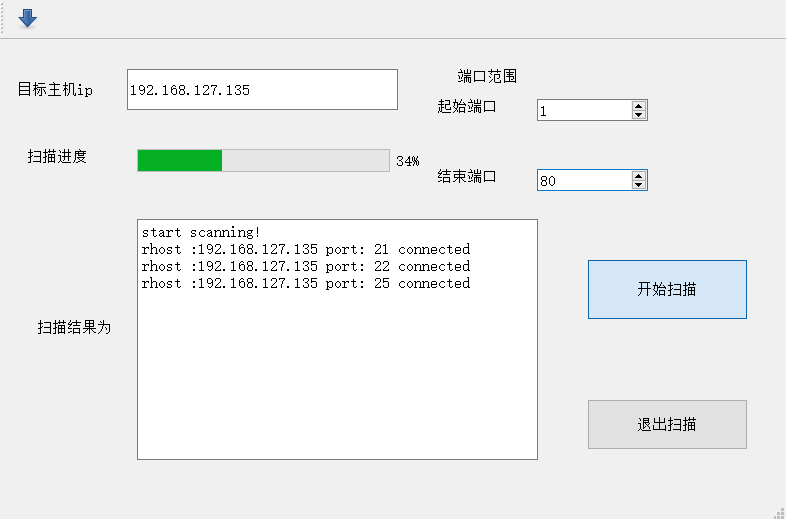 目标主机ip
192.168.127.135
端口范围
起始端口
1
扫描进度
34%
结束端口
80
start scanning!
rhost :192.168.127.135 port: 21 connected
rhost :192.168.127.135 port: 22 connected
rhost :192.168.127.135 port: 25 connected
扫描结果为
开始扫描
退出扫描